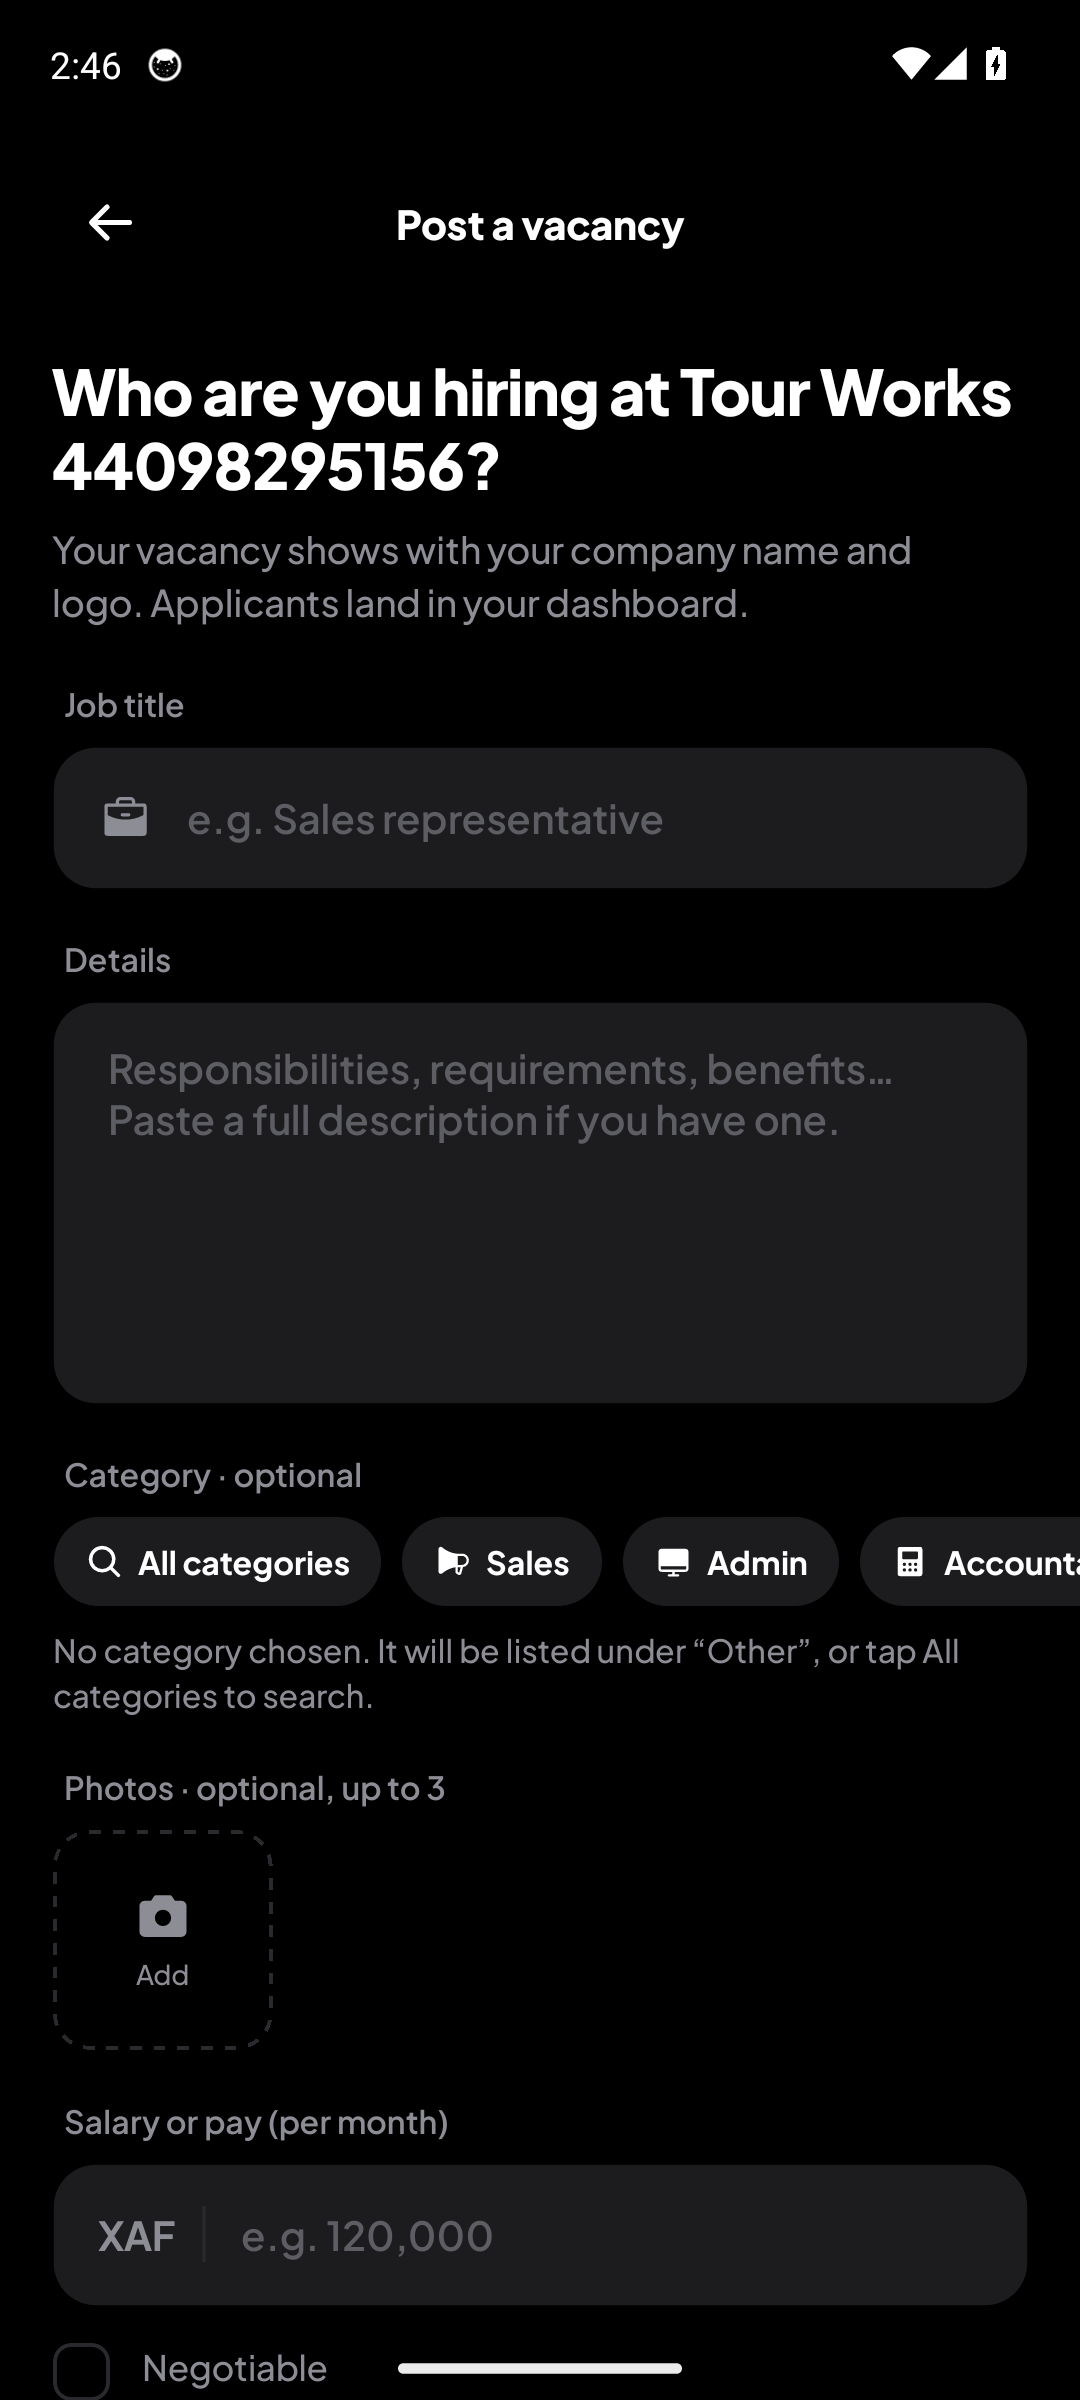 2:46
Post a vacancy
Who are you hiring at Tour Works
44098295156?
Your vacancy shows with your company name and
logo. Applicants land in your dashboard.
Job title
e.g. Sales representative
Details
Responsibilities, requirements, benefits…
Paste a full description if you have one.
Category · optional
All categories
Sales
Admin
Accounta
No category chosen. It will be listed under “Other”, or tap All
categories to search.
Photos · optional, up to 3
Add
Salary or pay (per month)
XAF
e.g. 120,000
Negotiable